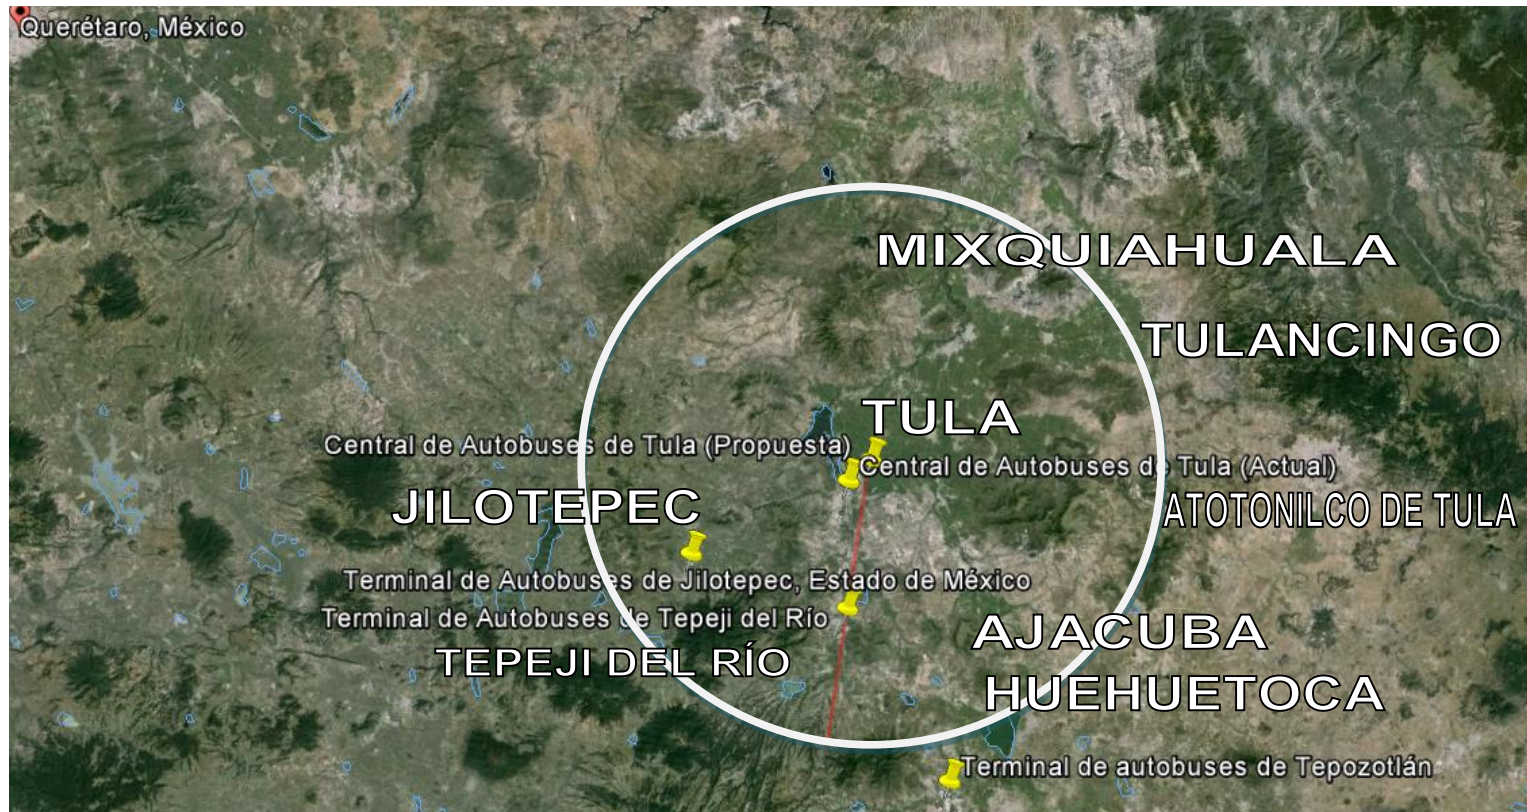 Querétaro, México
MIXQUIAHUALA
TULANCINGO
TULA
Central de Autobuses de Tula (Propuesta)
Central de Autobuses de Tula (Actual)
JILOTEPEC
ATOTONILCO DE TULA
Terminal de Autobuses de Jilotepec, Estado de México
Terminal de Autobuses de Tepeji del Río
AJACUBA
TEPEJI DEL RÍO
HUEHUETOCA
Terminal de autobuses de Tepozotlán